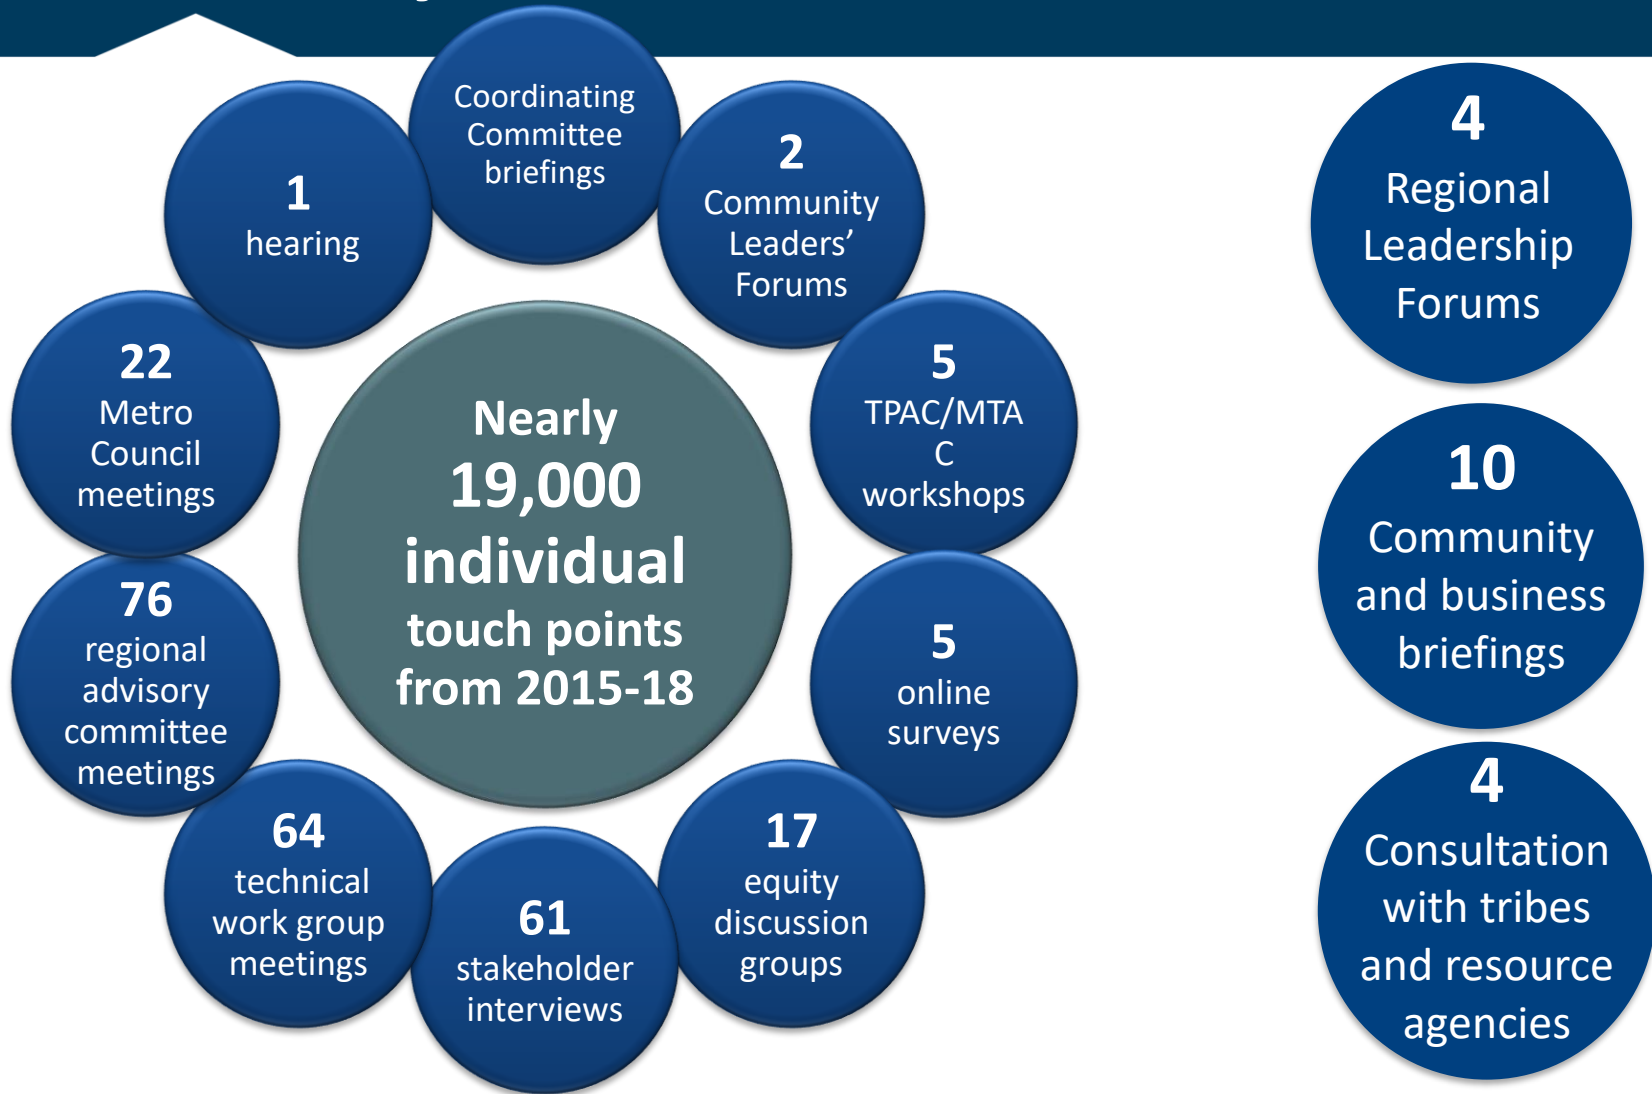 Coordinating
Committee
briefings
2
Community
Leaders’
Forums
5
TPAC/MTA
C
workshops
5
online
surveys
17
equity
discussion
groups
61
stakeholder
interviews
64
technical
work group
meetings
76
regional
advisory
committee
meetings
22
Metro
Council
meetings
1
hearing
Nearly
19,000
individual
touch points
from 2015-18
4
Regional
Leadership
Forums
10
Community
and business
briefings
4
Consultation
with tribes
and resource
agencies